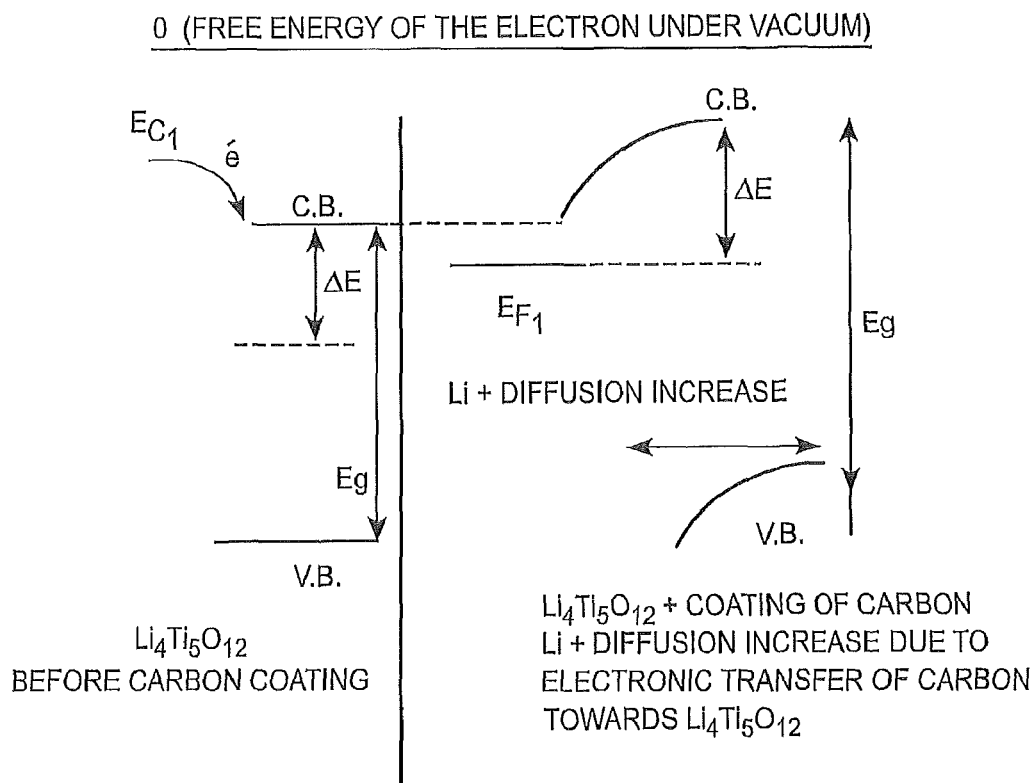 0 (FREE ENERGY OF THE ELECTRON UNDER VACUUM)
EC1
é
C.B.
ΔE
Eg
V.B.
Li4Ti5O12
BEFORE CARBON COATING
C.B.
ΔE
EF1
Eg
Li + DIFFUSION INCREASE
V.B.
Li4Ti5O12 + COATING OF CARBON
Li + DIFFUSION INCREASE DUE TO
ELECTRONIC TRANSFER OF CARBON
TOWARDS Li4Ti5O12